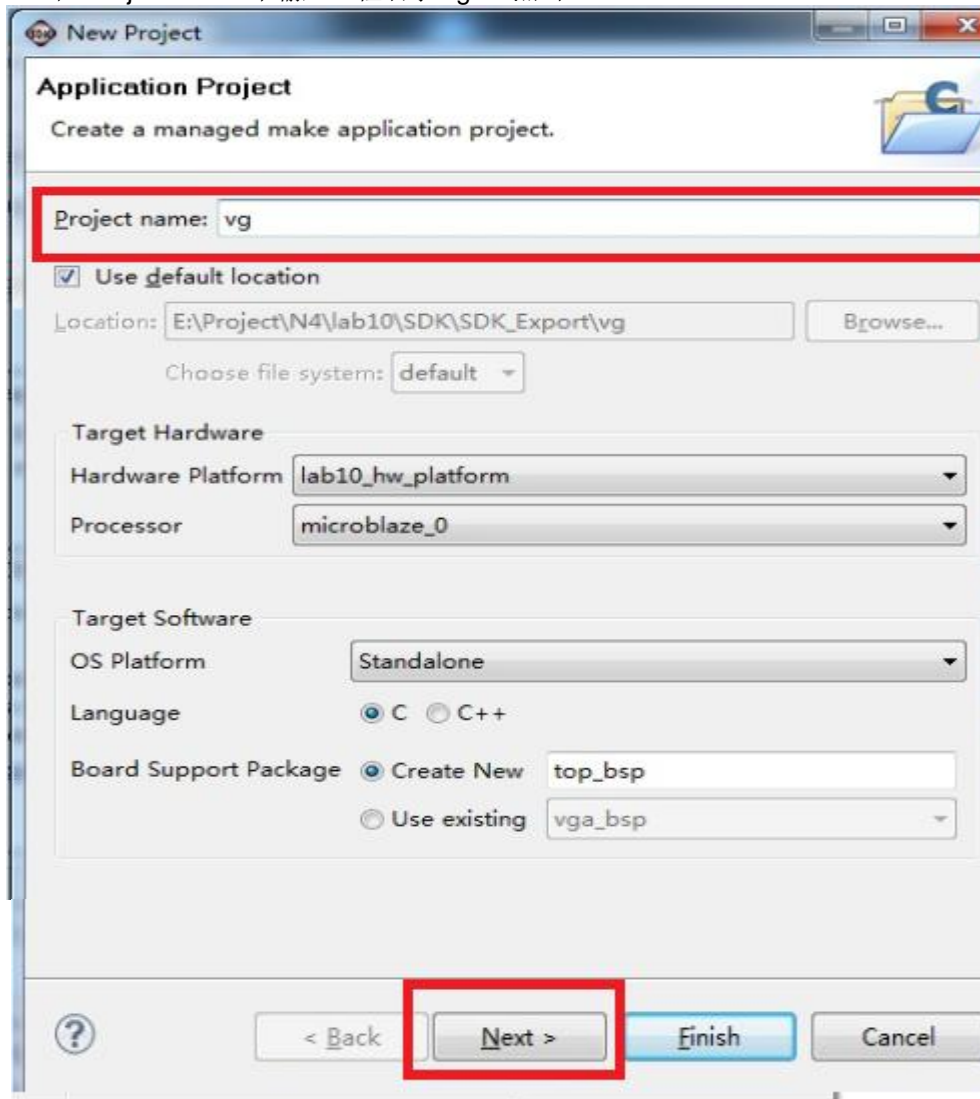 New Project
Application Project
Create a managed make application project.
Project name: vg
Use default location
Location: E:\Project\N4\lab10\SDK\SDK_Export\vg Browse...
Choose file system: default
Target Hardware
Hardware Platform lab10_hw_platform
Processor microblaze_0
Target Software
OS Platform Standalone
Language C C++
Board Support Package Create New top_bsp
Use existing vga_bsp
? < Back Next > Finish Cancel